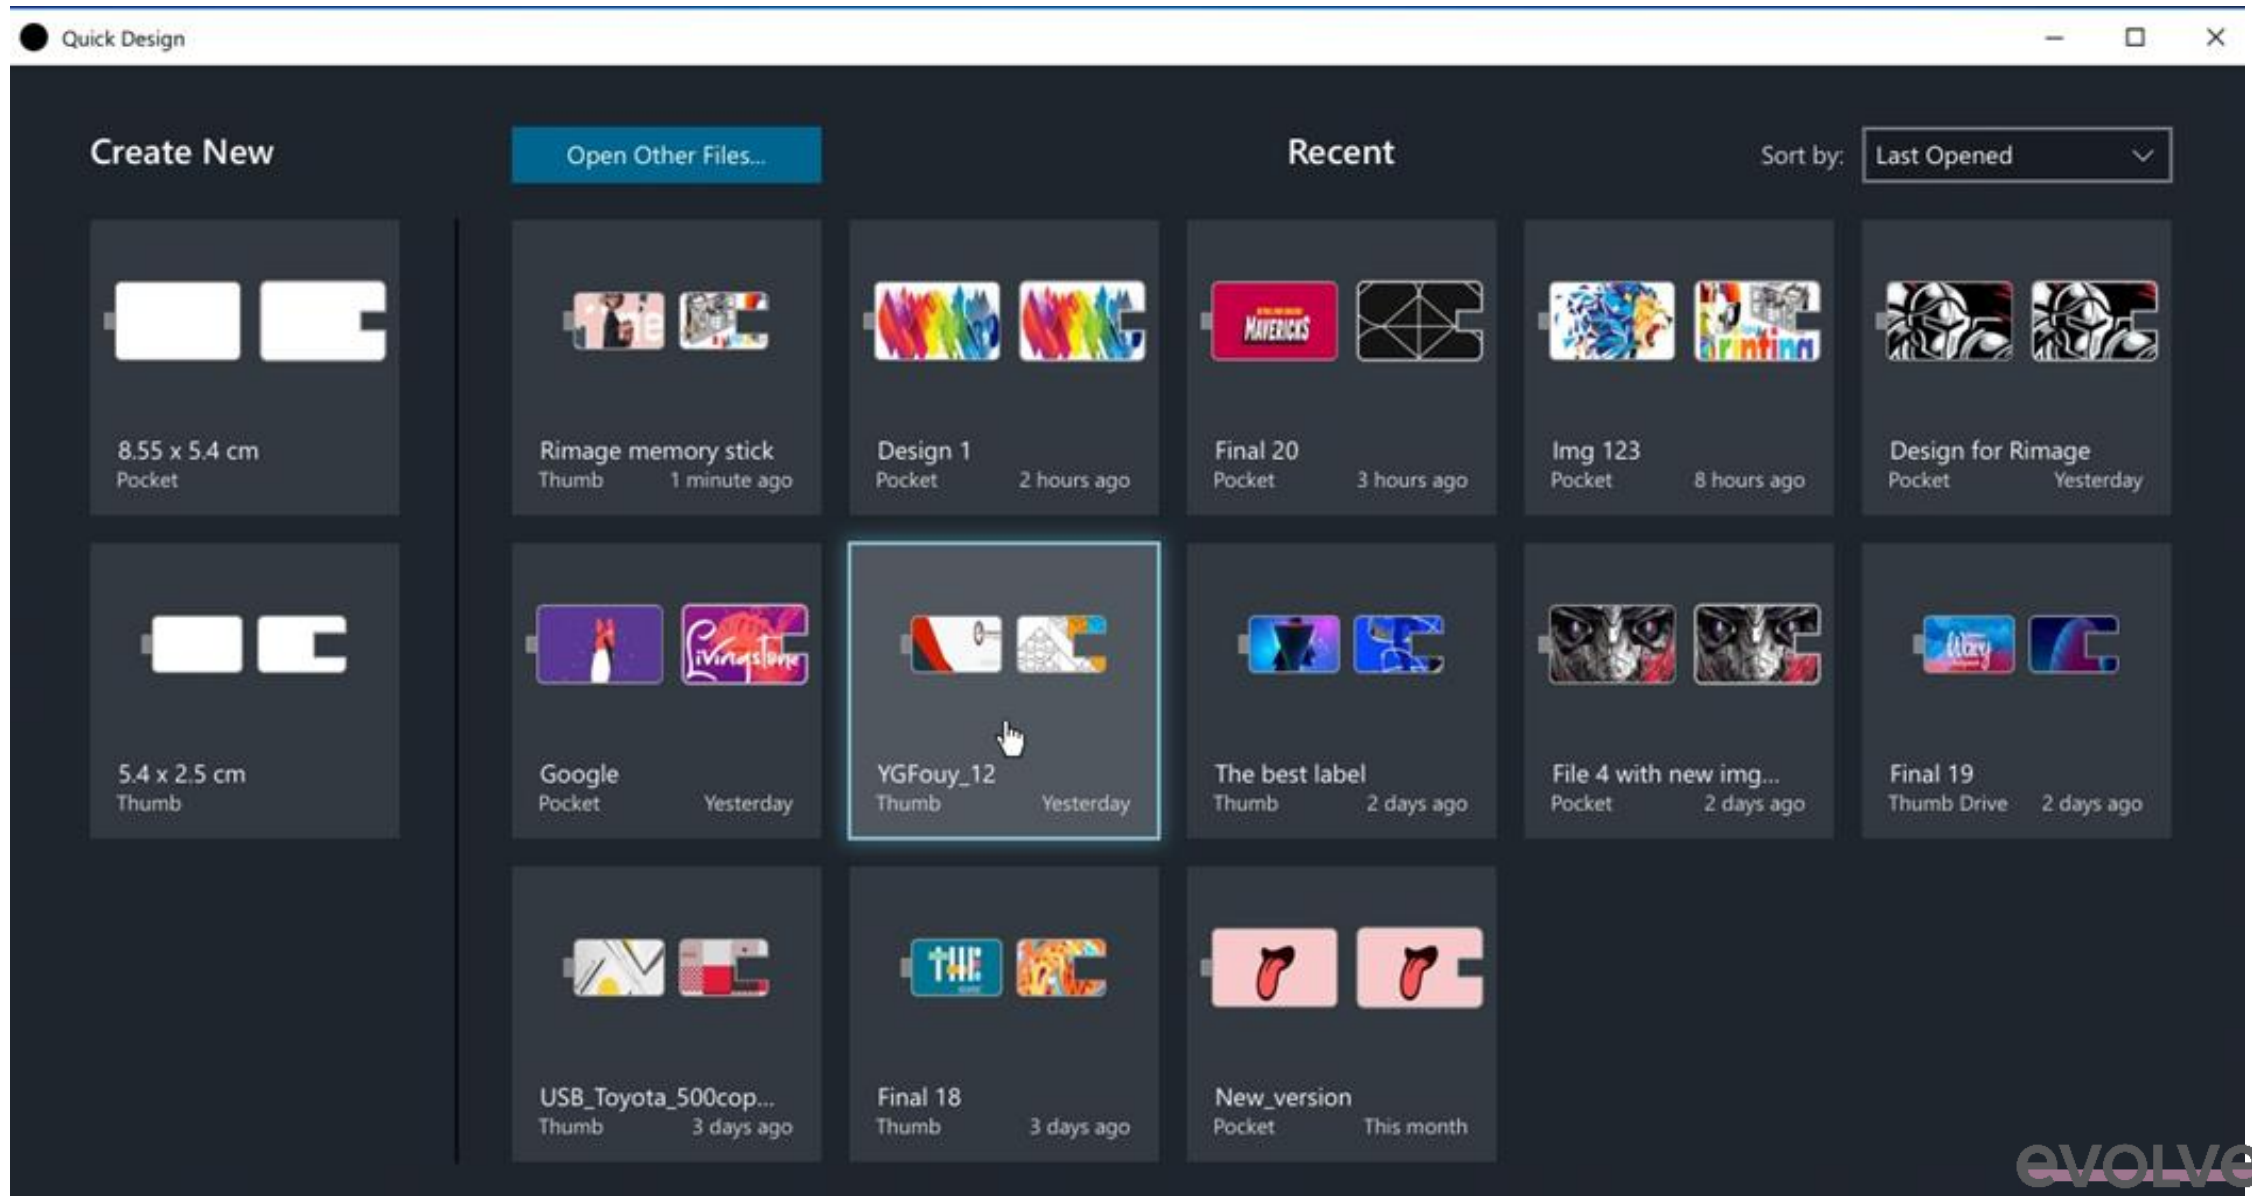 Quick Design
Create New
Open Other Files...
Recent
Sort by:
Last Opened
8.55 x 5.4 cm
Pocket
Rimage memory stick
Thumb 1 minute ago
Design 1
Pocket 2 hours ago
MAVERICKS
Final 20
Pocket 3 hours ago
printing
Img 123
Pocket 8 hours ago
Design for Rimage
Pocket Yesterday
5.4 x 2.5 cm
Thumb
Livingstone
Google
Pocket Yesterday
YGFouy_12
Thumb Yesterday
The best label
Thumb 2 days ago
File 4 with new img...
Pocket 2 days ago
Wavy
Final 19
Thumb Drive 2 days ago
USB_Toyota_500cop...
Thumb 3 days ago
THE
Final 18
Thumb 3 days ago
New_version
Pocket This month
evolve